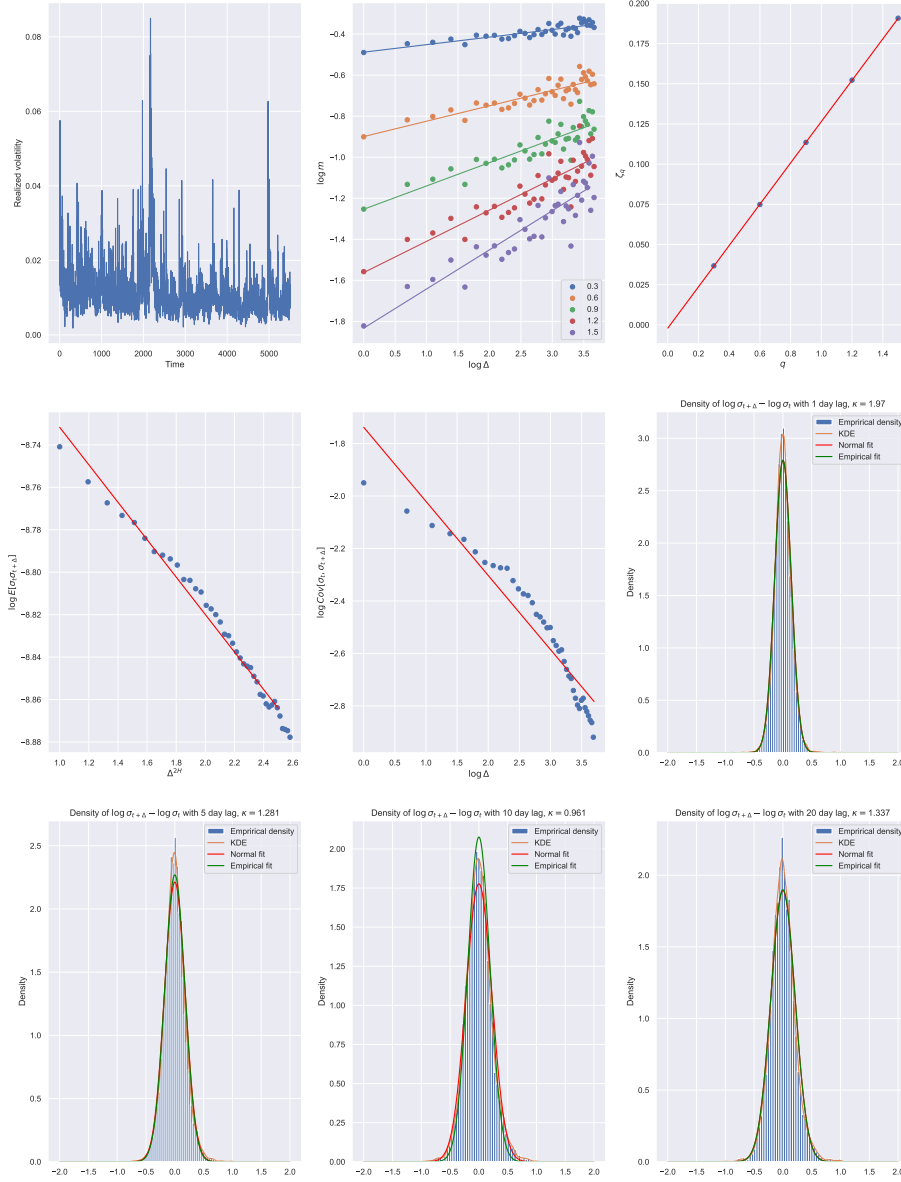 0.08
0.06
0.04
0.02
0.00
Realized volatility
0 1000 2000 3000 4000 5000
Time
−0.4
−0.6
−0.8
−1.0
−1.2
−1.4
−1.6
−1.8
log m
0.3
0.6
0.9
1.2
1.5
0.0 0.5 1.0 1.5 2.0 2.5 3.0 3.5
log Δ
0.200
0.175
0.150
0.125
0.100
0.075
0.050
0.025
0.000
ζq
0.0 0.2 0.4 0.6 0.8 1.0 1.2 1.4
q
−8.74
−8.76
−8.78
−8.80
−8.82
−8.84
−8.86
−8.88
log E[σtσt+Δ]
1.0 1.2 1.4 1.6 1.8 2.0 2.2 2.4 2.6
Δ2H
−1.8
−2.0
−2.2
−2.4
−2.6
−2.8
log Cov[σt, σt+Δ]
0.0 0.5 1.0 1.5 2.0 2.5 3.0 3.5
log Δ
Density of log σt+Δ − log σt with 1 day lag, κ = 1.97
Emprirical density
KDE
Normal fit
Empirical fit
3.0
2.5
2.0
1.5
1.0
0.5
0.0
Density
−2.0 −1.5 −1.0 −0.5 0.0 0.5 1.0 1.5 2.0
Density of log σt+Δ − log σt with 5 day lag, κ = 1.281
Emprirical density
KDE
Normal fit
Empirical fit
2.5
2.0
1.5
1.0
0.5
0.0
Density
−2.0 −1.5 −1.0 −0.5 0.0 0.5 1.0 1.5 2.0
Density of log σt+Δ − log σt with 10 day lag, κ = 0.961
Emprirical density
KDE
Normal fit
Empirical fit
2.00
1.75
1.50
1.25
1.00
0.75
0.50
0.25
0.00
Density
−2.0 −1.5 −1.0 −0.5 0.0 0.5 1.0 1.5 2.0
Density of log σt+Δ − log σt with 20 day lag, κ = 1.337
Emprirical density
KDE
Normal fit
Empirical fit
2.0
1.5
1.0
0.5
0.0
Density
−2.0 −1.5 −1.0 −0.5 0.0 0.5 1.0 1.5 2.0